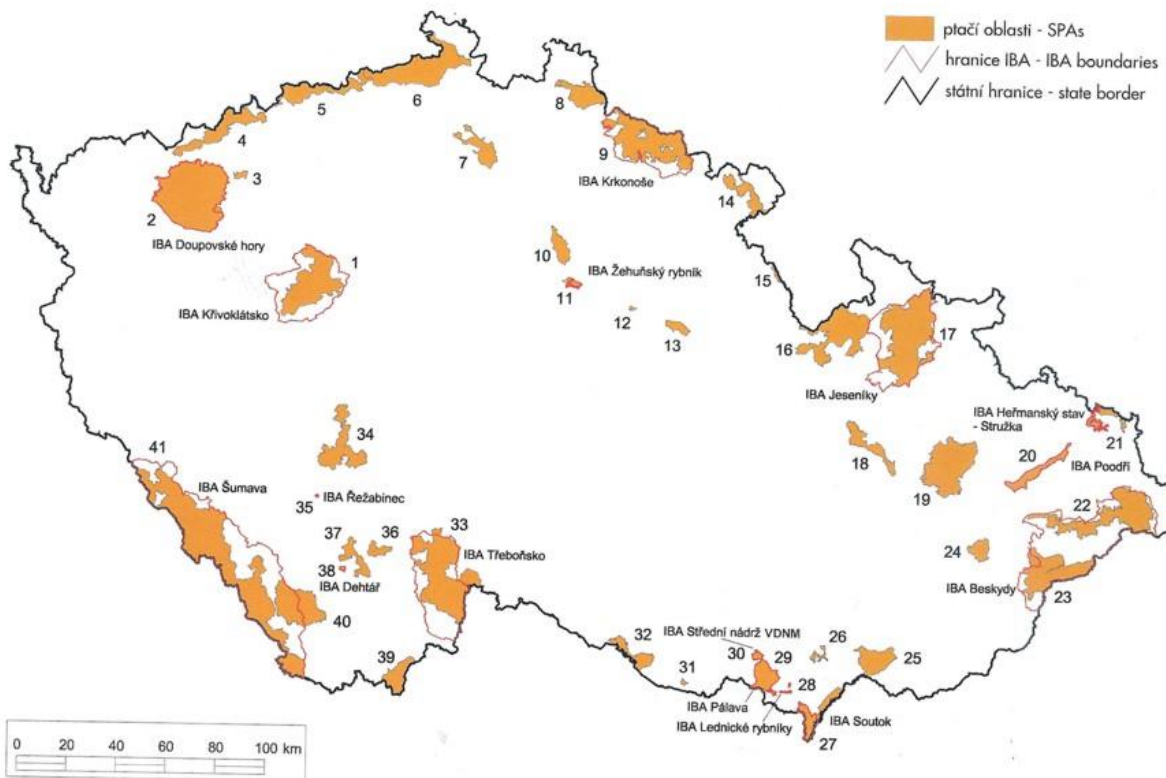 ptačí oblasti - SPAs
hranice IBA - IBA boundaries
státní hranice - state border
6
5
8
4
7
9
IBA Krkonoše
3
14
2
IBA Doupovské hory
10
1
IBA Žehuňský rybník
11
15
IBA Křivoklátsko
12
13
16
17
IBA Jeseníky
IBA Heřmanský stav
- Stružka
21
34
18
20
IBA Poodří
41
19
IBA Šumava
35
IBA Řežabinec
22
33
37
36
IBA Třeboňsko
24
38
IBA Dehtář
IBA Beskydy
23
40
32
IBA Střední nádrž VDNM
26
30
29
25
39
31
28
IBA Pálava
IBA Lednické rybníky
IBA Soutok
27
0 20 40 60 80 100 km